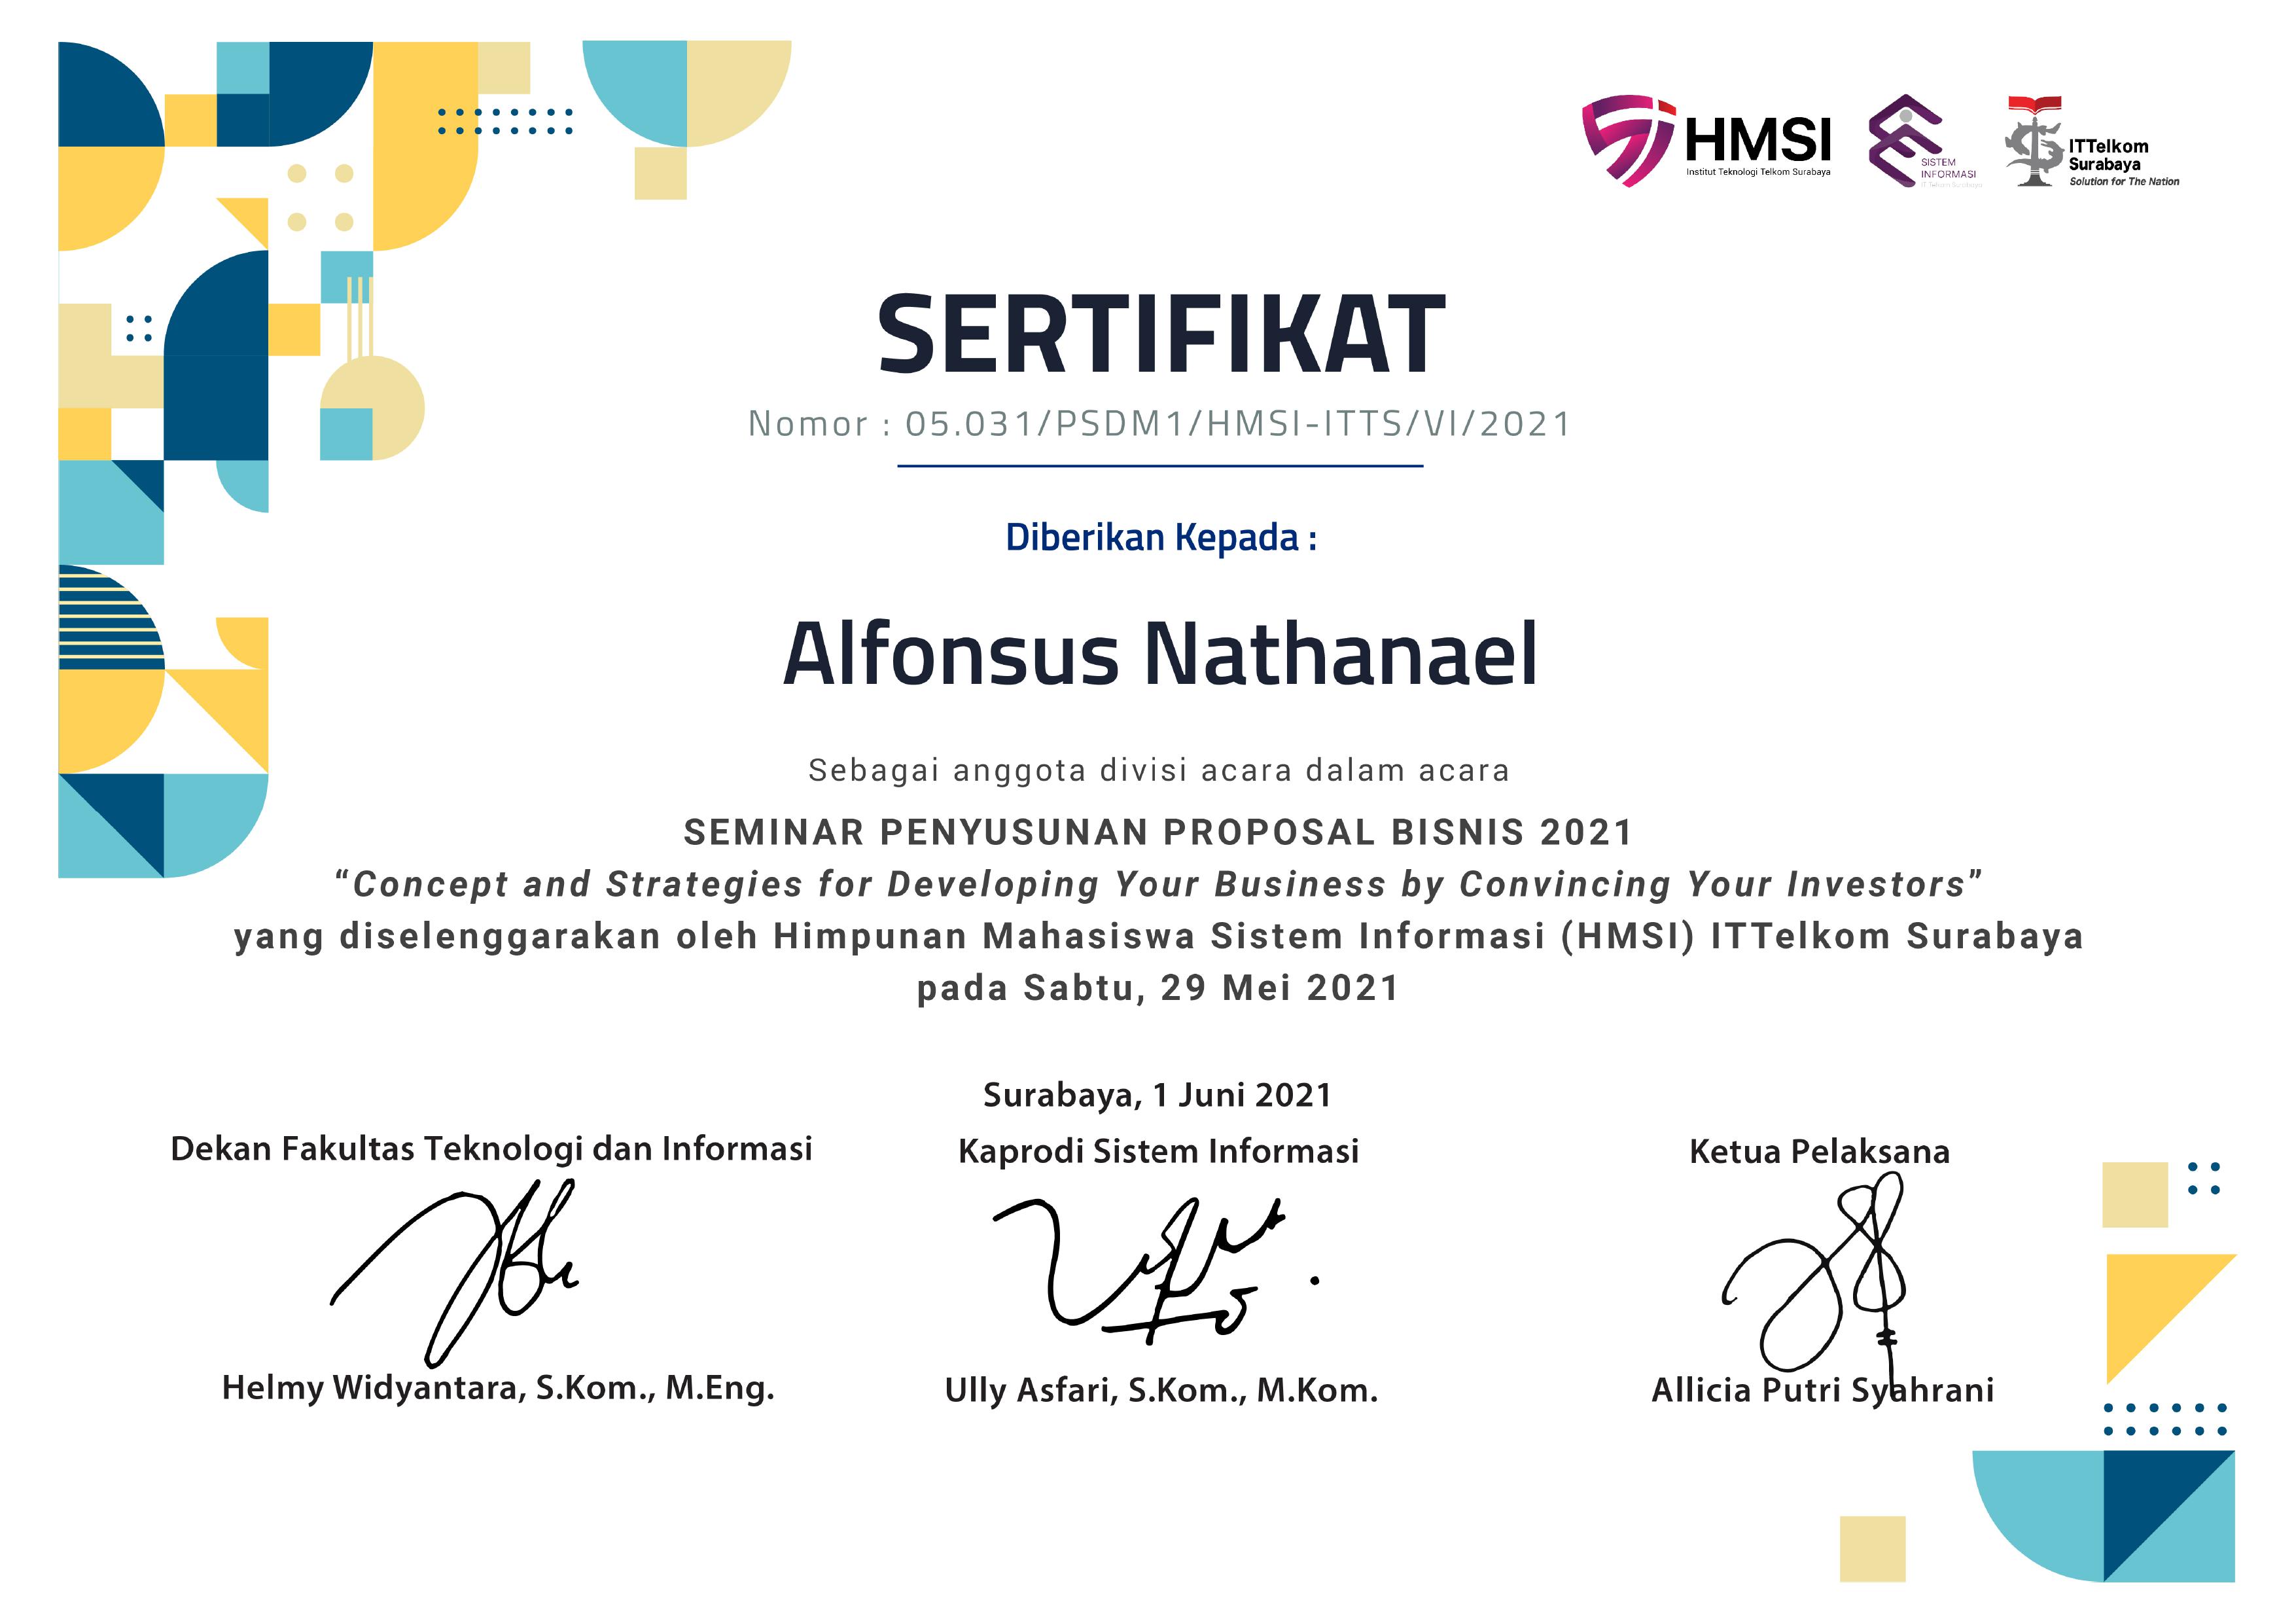 HMSI
Institut Teknologi Telkom Surabaya
SISTEM
INFORMASI
IT Telkom Surabaya
ITTelkom
Surabaya
Solution for The Nation
SERTIFIKAT
Nomor : 05.031/PSDM1/HMSI-ITTS/VI/2021
Diberikan Kepada :
Alfonsus Nathanael
Sebagai anggota divisi acara dalam acara
SEMINAR PENYUSUNAN PROPOSAL BISNIS 2021
“Concept and Strategies for Developing Your Business by Convincing Your Investors”
yang diselenggarakan oleh Himpunan Mahasiswa Sistem Informasi (HMSI) ITTelkom Surabaya
pada Sabtu, 29 Mei 2021
Surabaya, 1 Juni 2021
Dekan Fakultas Teknologi dan Informasi
Kaprodi Sistem Informasi
Ketua Pelaksana
Helmy Widyantara, S.Kom., M.Eng.
Ully Asfari, S.Kom., M.Kom.
Allicia Putri Syahrani